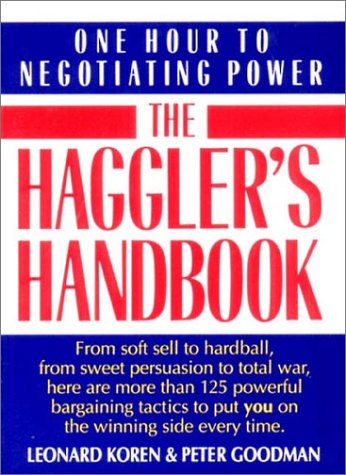 ONE HOUR TO
NEGOTIATING POWER
THE
HAGGLER'S
HANDBOOK
From soft sell to hardball,
from sweet persuasion to total war,
here are more than 125 powerful
bargaining tactics to put you on
the winning side every time.
LEONARD KOREN & PETER GOODMAN